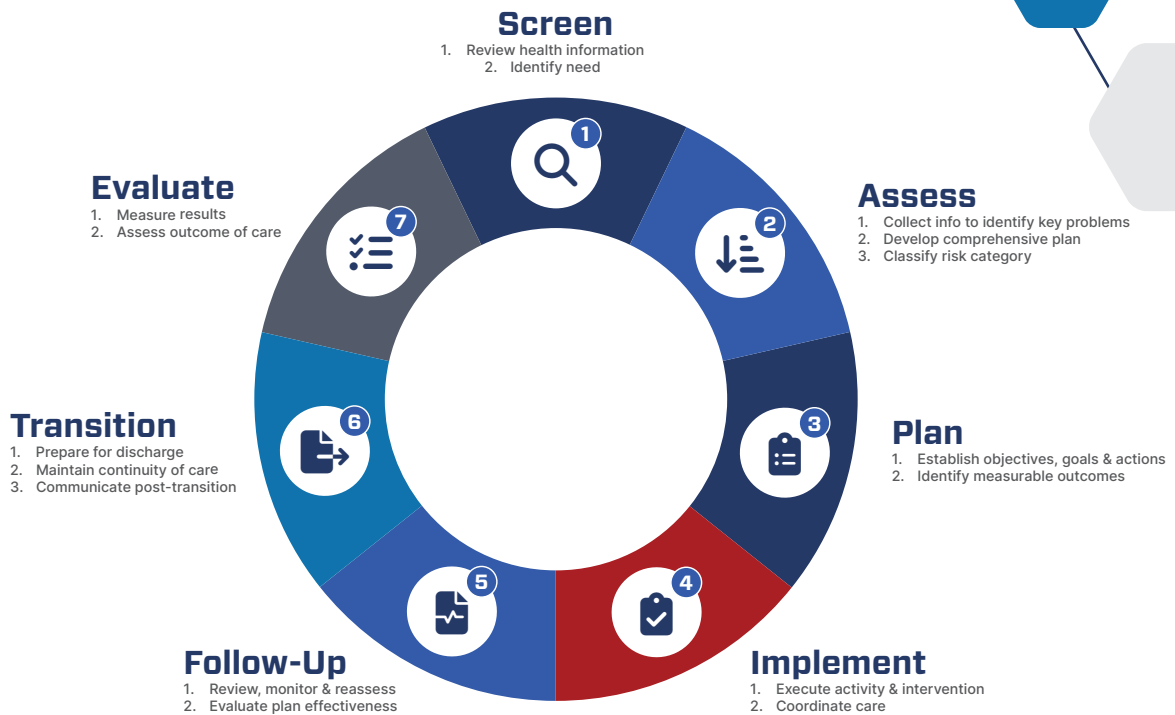 Screen
1. Review health information
2. Identify need
1
Assess
1. Collect info to identify key problems
2. Develop comprehensive plan
3. Classify risk category
2
Plan
1. Establish objectives, goals & actions
2. Identify measurable outcomes
3
Implement
1. Execute activity & intervention
2. Coordinate care
4
Follow-Up
1. Review, monitor & reassess
2. Evaluate plan effectiveness
5
Transition
1. Prepare for discharge
2. Maintain continuity of care
3. Communicate post-transition
6
Evaluate
1. Measure results
2. Assess outcome of care
7